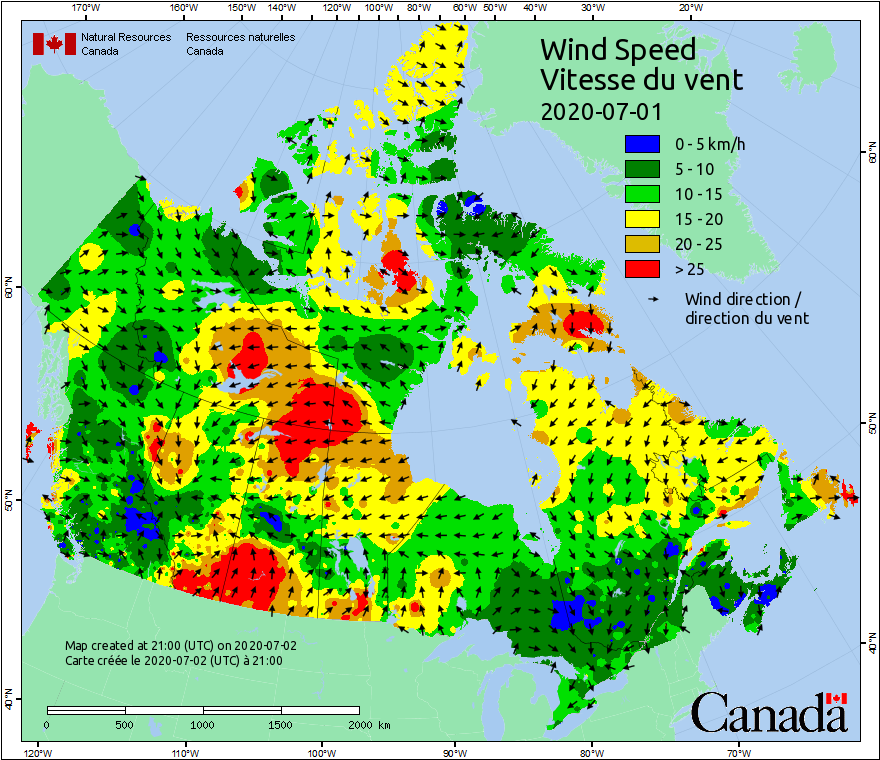 170°W 160°W 150°W 140°W 120°W 100°W 80°W 60°W 50°W 40°W 30°W 20°W
Natural Resources Ressources naturelles
Canada Canada
Wind Speed
Vitesse du vent
2020-07-01
0 - 5 km/h
5 - 10
10 - 15
15 - 20
20 - 25
> 25
Wind direction /
direction du vent
60°N 60°N
50°N 50°N
40°N 40°N
Map created at 21:00 (UTC) on 2020-07-02
Carte créée le 2020-07-02 (UTC) à 21:00
0 500 1000 1500 2000 km
Canada
120°W 110°W 100°W 90°W 80°W 70°W